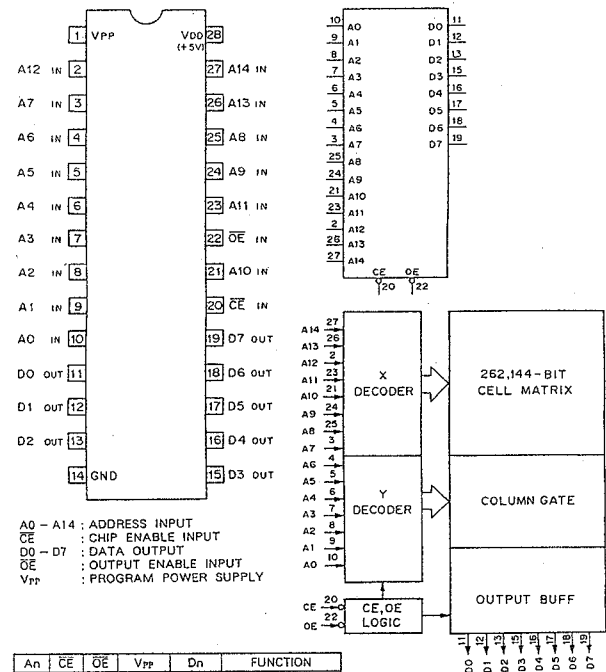 1 VPP VDD 28
(+5V)
A12 IN 2 27 A14 IN
A7 IN 3 26 A13 IN
A6 IN 4 25 A8 IN
A5 IN 5 24 A9 IN
A4 IN 6 23 A11 IN
A3 IN 7 22 OE IN
A2 IN 8 21 A10 IN
A1 IN 9 20 CE IN
A0 IN 10 19 D7 OUT
D0 OUT 11 18 D6 OUT
D1 OUT 12 17 D5 OUT
D2 OUT 13 16 D4 OUT
14 GND 15 D3 OUT
A0 - A14 : ADDRESS INPUT
CE : CHIP ENABLE INPUT
D0 - D7 : DATA OUTPUT
OE : OUTPUT ENABLE INPUT
VPP : PROGRAM POWER SUPPLY
10 A0 D0 11
9 A1 D1 12
8 A2 D2 13
7 A3 D3 15
6 A4 D4 16
5 A5 D5 17
4 A6 D6 18
3 A7 D7 19
25 A8
24 A9
21 A10
23 A11
2 A12
26 A13
27 A14
CE OE
20 22
A14 27
A13 26
A12 2
A11 23
A10 21
A9 24
A8 25
A7 3
A6 4
A5 5
A4 6
A3 7
A2 8
A1 9
A0 10
X
DECODER
Y
DECODER
262,144-BIT
CELL MATRIX
COLUMN GATE
OUTPUT BUFF
CE 20
OE 22
CE,OE
LOGIC
11 12 13 15 16 17 18 19
D0 D1 D2 D3 D4 D5 D6 D7
An CE OE VPP Dn FUNCTION